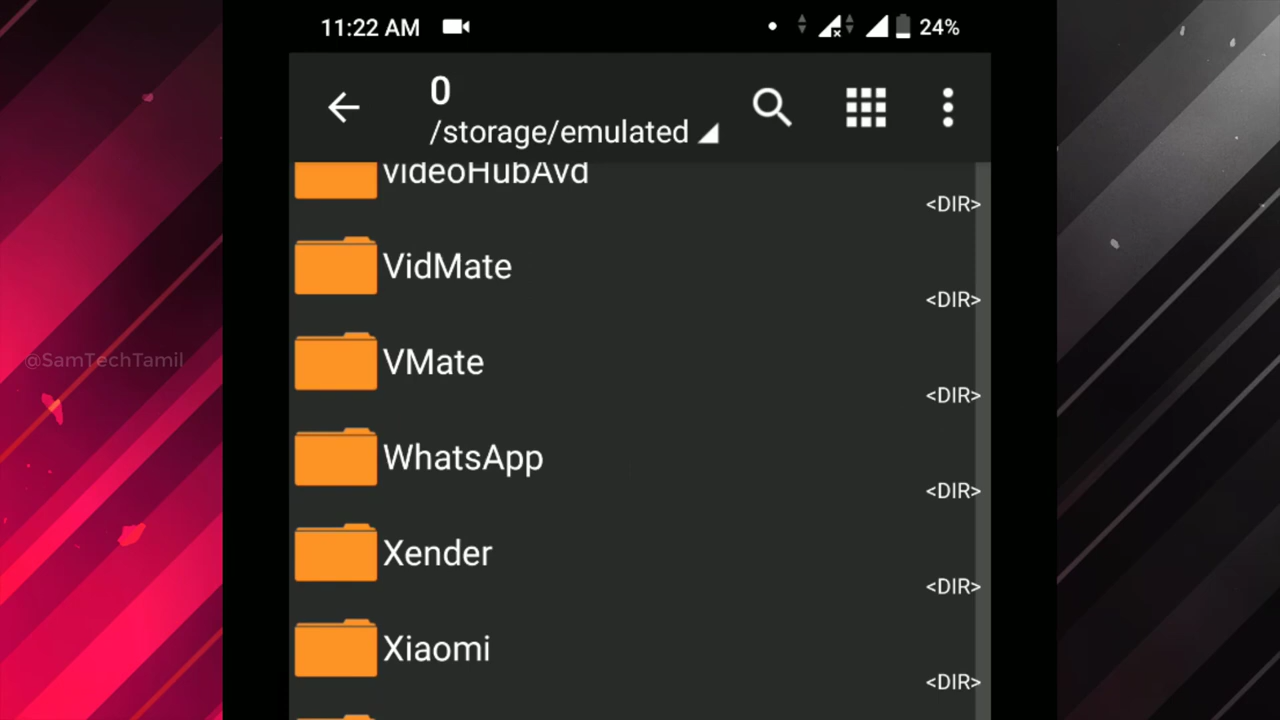 11:22 AM 24%
0
/storage/emulated
videoHubAvd
<DIR>
VidMate
<DIR>
VMate
<DIR>
@SamTechTamil
WhatsApp
<DIR>
Xender
<DIR>
Xiaomi
<DIR>